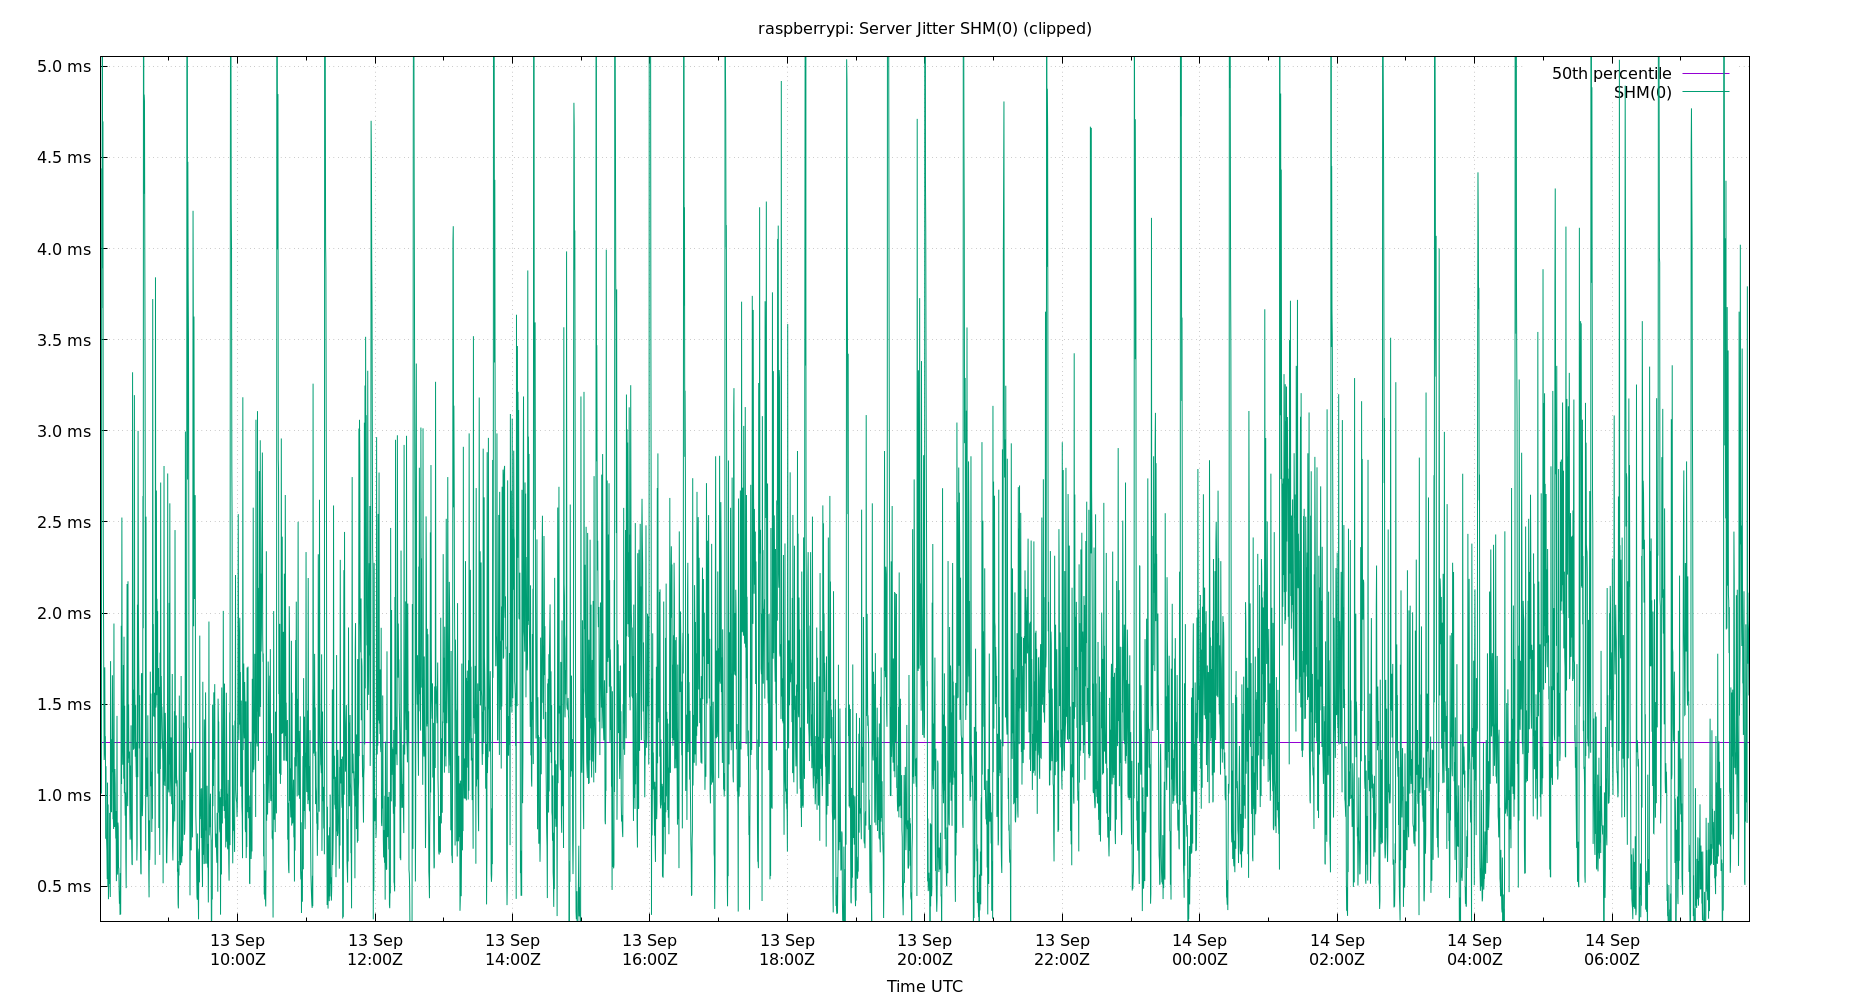 raspberrypi: Server Jitter SHM(0) (clipped)
5.0 ms
4.5 ms
4.0 ms
3.5 ms
3.0 ms
2.5 ms
2.0 ms
1.5 ms
1.0 ms
0.5 ms
50th percentile
SHM(0)
13 Sep 13 Sep 13 Sep 13 Sep 13 Sep 13 Sep 13 Sep 14 Sep 14 Sep 14 Sep 14 Sep
10:00Z 12:00Z 14:00Z 16:00Z 18:00Z 20:00Z 22:00Z 00:00Z 02:00Z 04:00Z 06:00Z
Time UTC